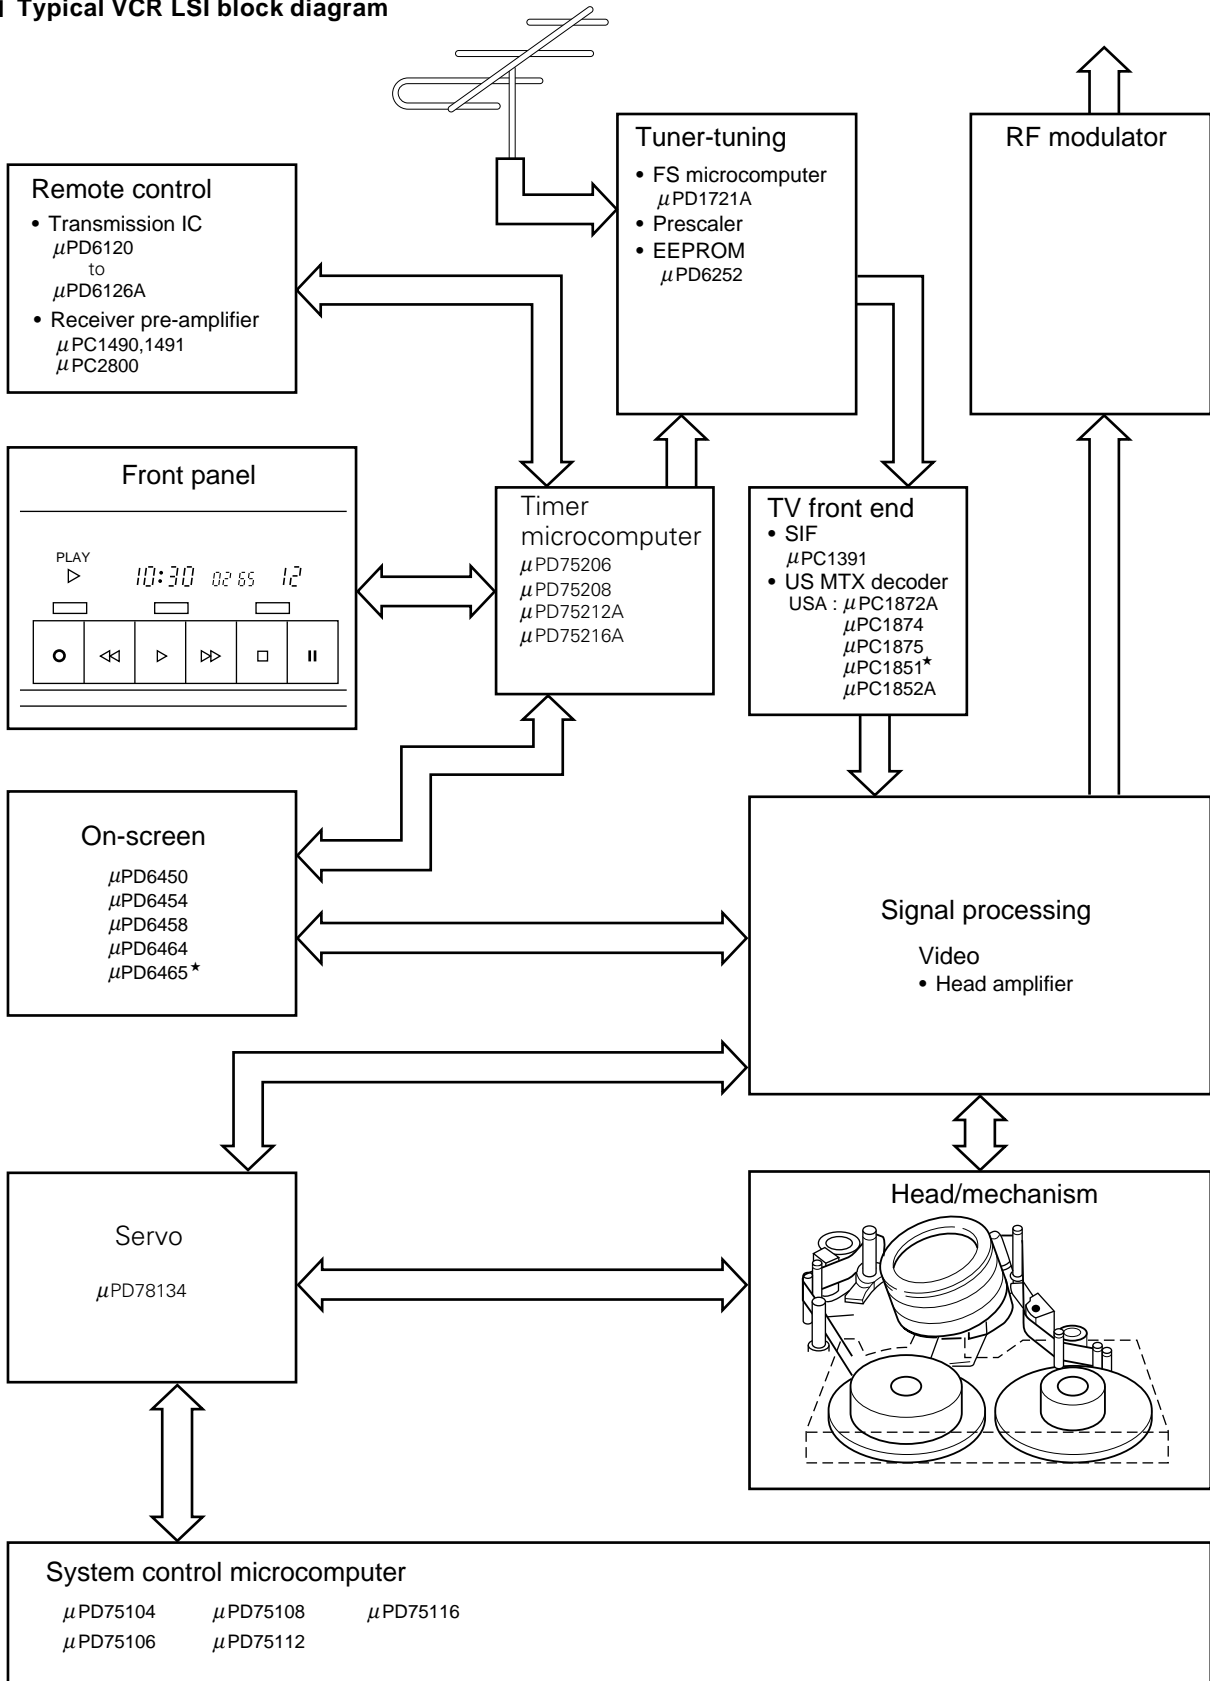 Typical VCR LSI block diagram
Remote control
• Transmission IC
µPD6120
to
µPD6126A
• Receiver pre-amplifier
µPC1490,1491
µPC2800
Tuner-tuning
• FS microcomputer
µPD1721A
• Prescaler
• EEPROM
µPD6252
RF modulator
Front panel
PLAY
10:30 0265 12
Timer
microcomputer
µPD75206
µPD75208
µPD75212A
µPD75216A
TV front end
• SIF
µPC1391
• US MTX decoder
USA : µPC1872A
µPC1874
µPC1875
µPC1851★
µPC1852A
On-screen
µPD6450
µPD6454
µPD6458
µPD6464
µPD6465★
Signal processing
Video
• Head amplifier
Servo
µPD78134
Head/mechanism
System control microcomputer
µPD75104 µPD75108 µPD75116
µPD75106 µPD75112